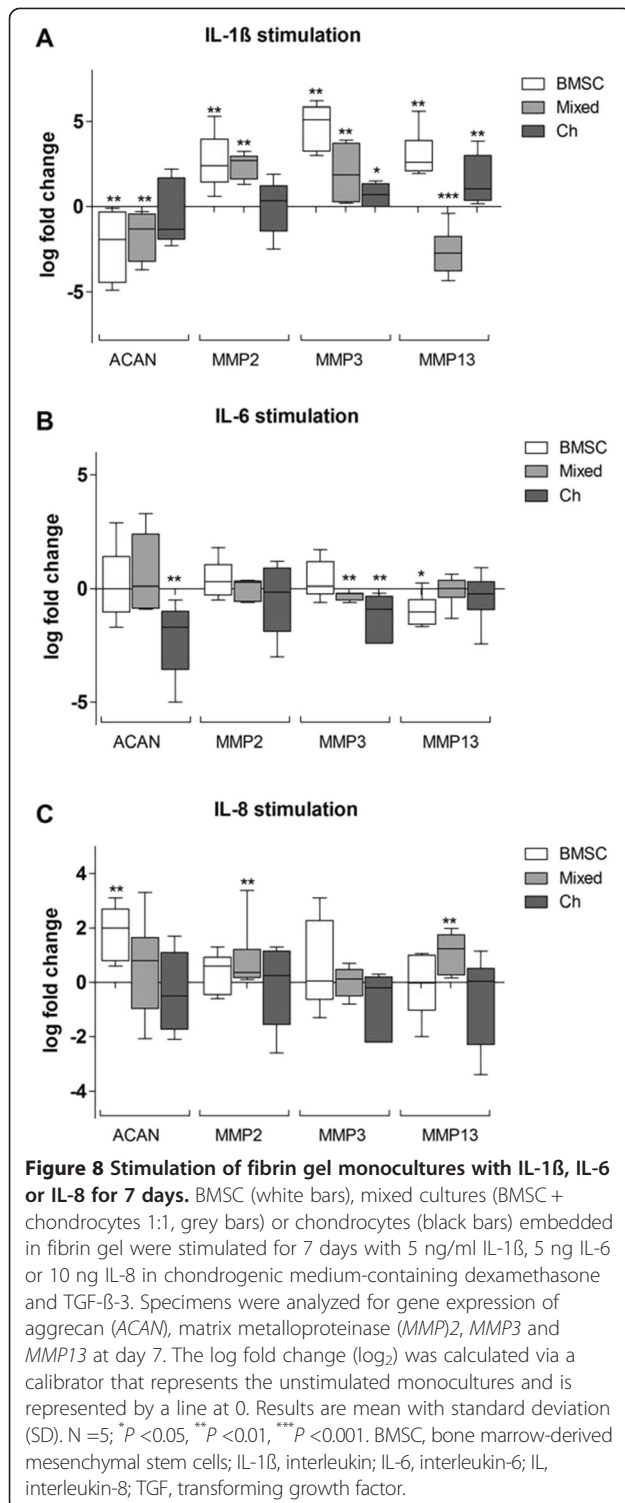 A
IL-1ß stimulation
log fold change
5
0
-5
** ** ** ** ** ** * ** *** **
BMSC
Mixed
Ch
ACAN MMP2 MMP3 MMP13
B
IL-6 stimulation
log fold change
5
0
-5
** ** ** *
BMSC
Mixed
Ch
ACAN MMP2 MMP3 MMP13
C
IL-8 stimulation
log fold change
4
2
0
-2
-4
** ** **
BMSC
Mixed
Ch
ACAN MMP2 MMP3 MMP13
Figure 8 Stimulation of fibrin gel monocultures with IL-1ß, IL-6
or IL-8 for 7 days. BMSC (white bars), mixed cultures (BMSC +
chondrocytes 1:1, grey bars) or chondrocytes (black bars) embedded
in fibrin gel were stimulated for 7 days with 5 ng/ml IL-1ß, 5 ng IL-6
or 10 ng IL-8 in chondrogenic medium-containing dexamethasone
and TGF-ß-3. Specimens were analyzed for gene expression of
aggrecan (ACAN), matrix metalloproteinase (MMP)2, MMP3 and
MMP13 at day 7. The log fold change (log₂) was calculated via a
calibrator that represents the unstimulated monocultures and is
represented by a line at 0. Results are mean with standard deviation
(SD). N =5; *P <0.05, **P <0.01, ***P <0.001. BMSC, bone marrow-derived
mesenchymal stem cells; IL-1ß, interleukin; IL-6, interleukin-6; IL,
interleukin-8; TGF, transforming growth factor.